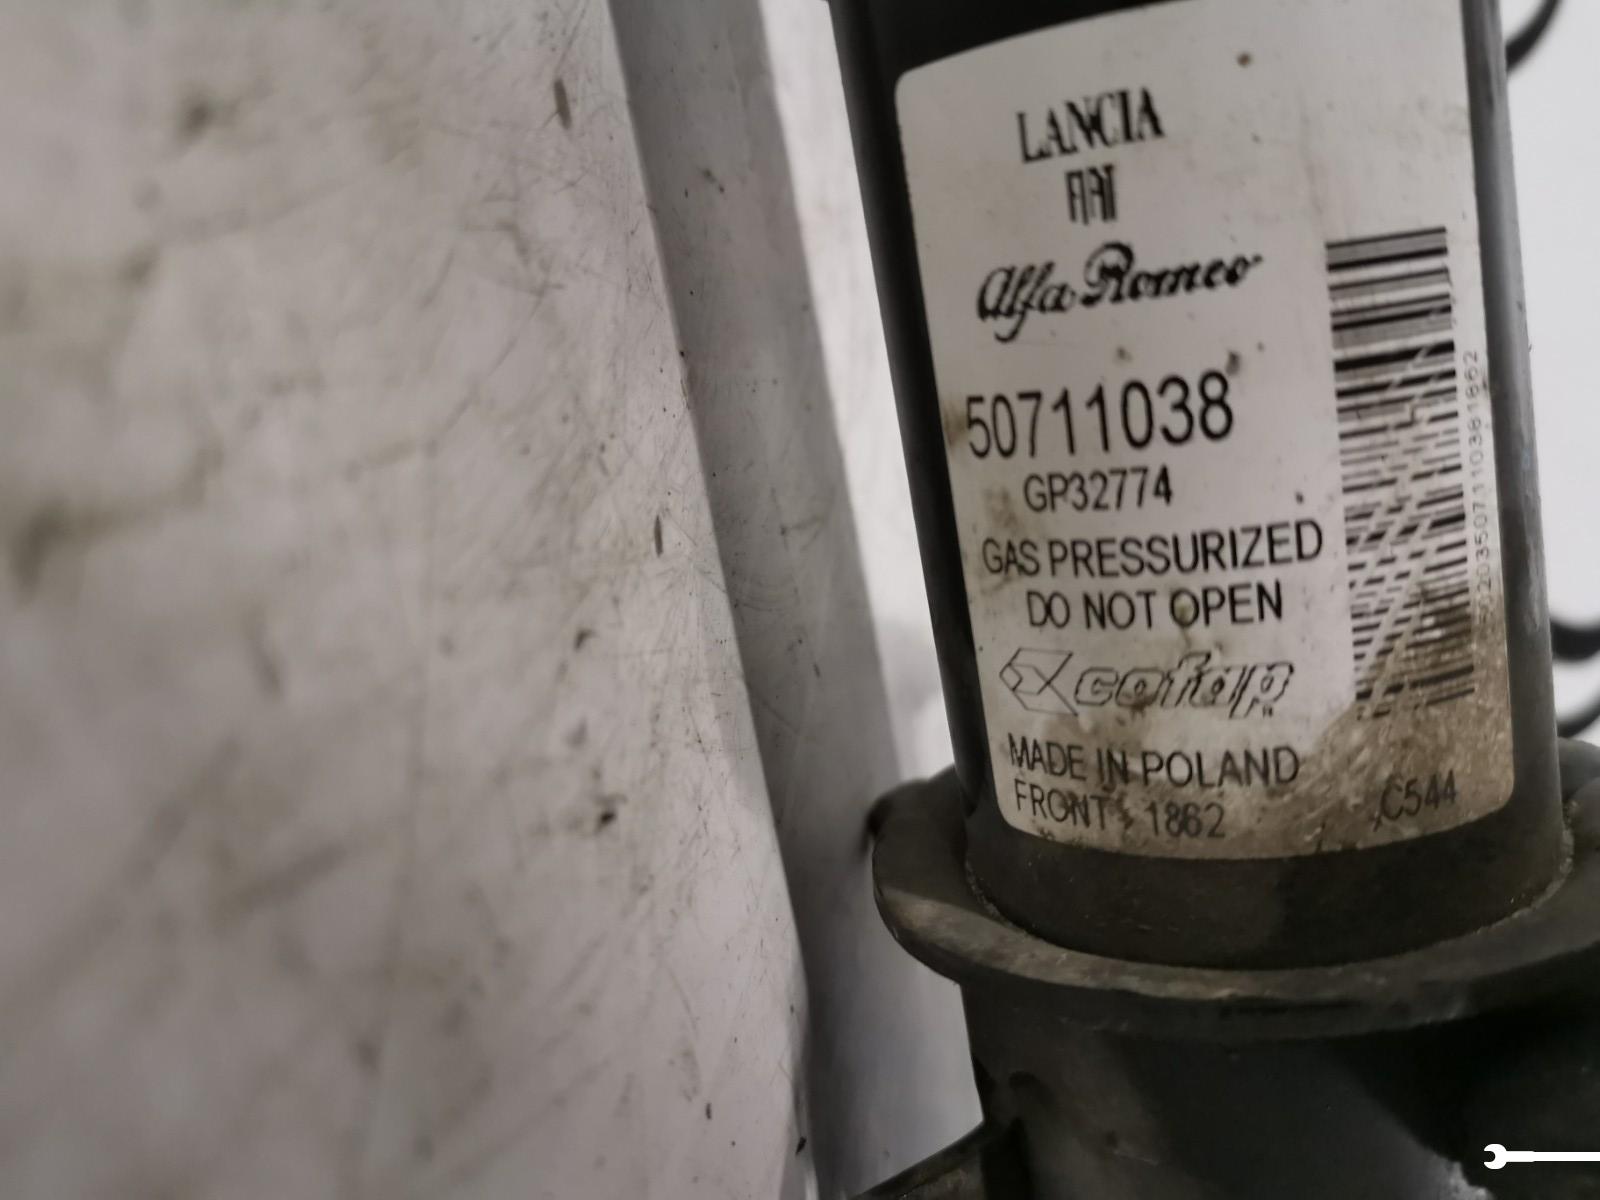 LANCIA
FIAT
Alfa Romeo
50711038
GP32774
GAS PRESSURIZED
DO NOT OPEN
cofap
MADE IN POLAND
FRONT 1862
C544